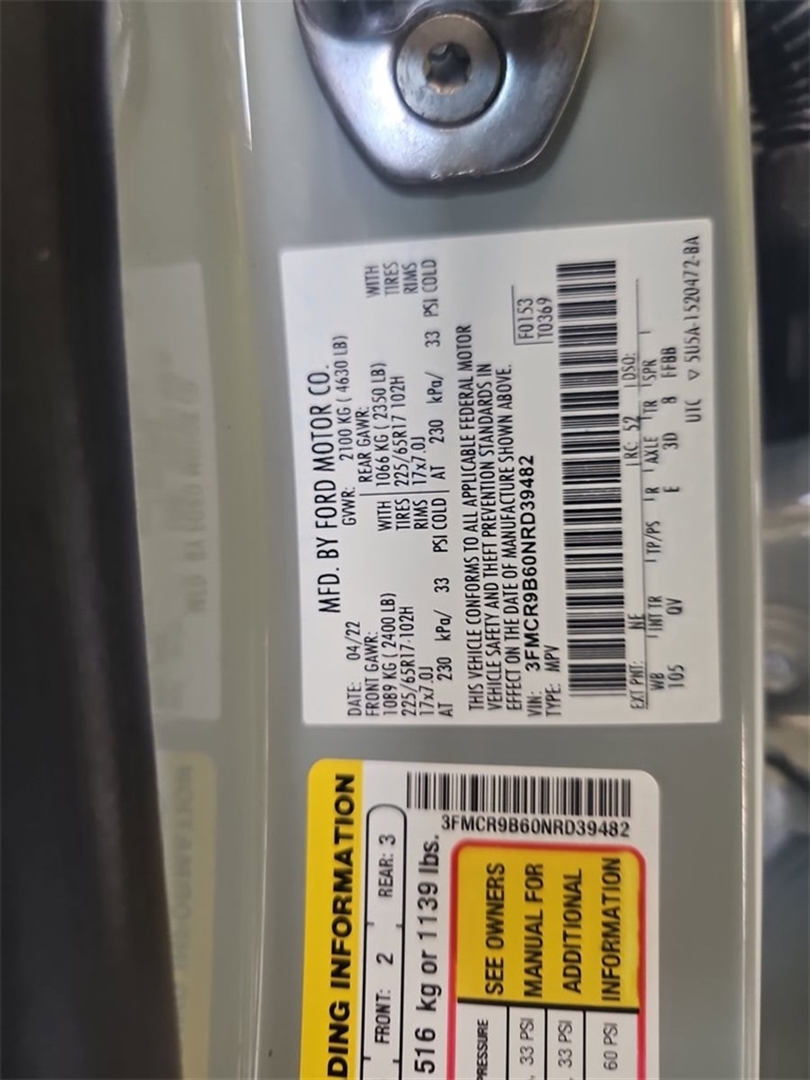 MFD. BY FORD MOTOR CO.
DATE: 04/22 GVWR: 2100 KG ( 4630 LB)
FRONT GAWR: REAR GAWR:
1089 KG ( 2400 LB) WITH 1066 KG ( 2350 LB) WITH
225/65R17 102H TIRES 225/65R17 102H TIRES
17x7.0J RIMS 17x7.0J RIMS
AT 230 kPa/ 33 PSI COLD AT 230 kPa/ 33 PSI COLD
THIS VEHICLE CONFORMS TO ALL APPLICABLE FEDERAL MOTOR
VEHICLE SAFETY AND THEFT PREVENTION STANDARDS IN
EFFECT ON THE DATE OF MANUFACTURE SHOWN ABOVE.
VIN: 3FMCR9B60NRD39482 F0153
TYPE: MPV T0369
EXT PNT: NE RC: 52 DSO:
WB INT TR TP/PS R AXLE TR SPR
105 QV E 3D 8 FFBB
UTC ▽ 5U5A-1520472-BA
DING INFORMATION
FRONT: 2 REAR: 3
516 kg or 1139 lbs.
3FMCR9B60NRD39482
PRESSURE
33 PSI
33 PSI
60 PSI
SEE OWNERS
MANUAL FOR
ADDITIONAL
INFORMATION